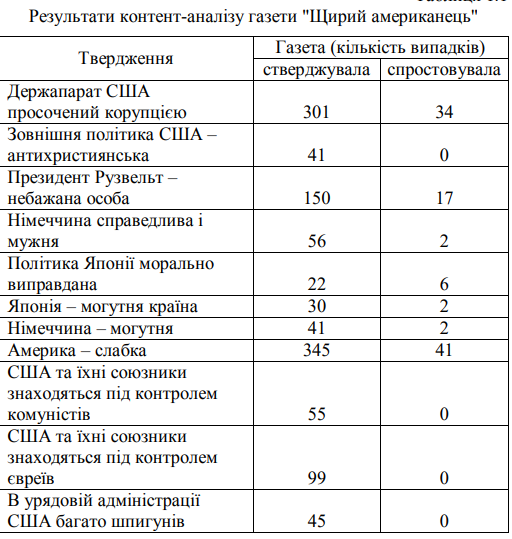 Результати контент-аналізу газети "Щирий американець"
Твердження
Газета (кількість випадків)
стверджувала спростовувала
Держапарат США
просочений корупцією 301 34
Зовнішня політика США –
антихристиянська 41 0
Президент Рузвельт –
небажана особа 150 17
Німеччина справедлива і
мужня 56 2
Політика Японії морально
виправдана 22 6
Японія – могутня країна 30 2
Німеччина – могутня 41 2
Америка – слабка 345 41
США та їхні союзники
знаходяться під контролем
комуністів 55 0
США та їхні союзники
знаходяться під контролем
євреїв 99 0
В урядовій адміністрації
США багато шпигунів 45 0